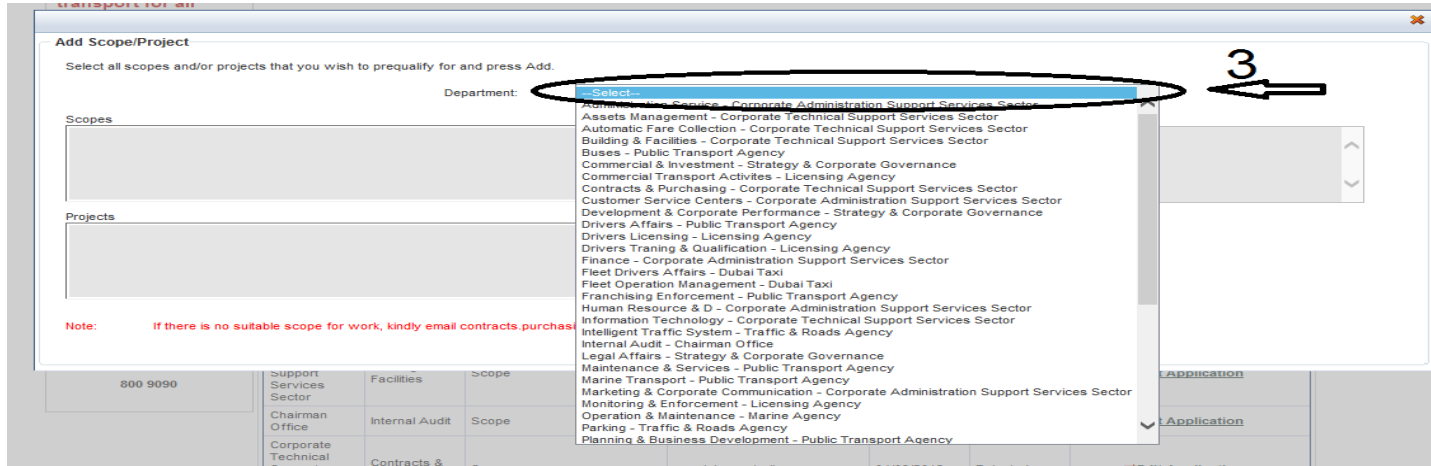 transport for all
Add Scope/Project
Select all scopes and/or projects that you wish to prequalify for and press Add.
3
Department:
--Select--
Administration Service - Corporate Administration Support Services Sector
Assets Management - Corporate Technical Support Services Sector
Automatic Fare Collection - Corporate Technical Support Services Sector
Building & Facilities - Corporate Technical Support Services Sector
Buses - Public Transport Agency
Commercial & Investment - Strategy & Corporate Governance
Commercial Transport Activites - Licensing Agency
Contracts & Purchasing - Corporate Technical Support Services Sector
Customer Service Centers - Corporate Administration Support Services Sector
Development & Corporate Performance - Strategy & Corporate Governance
Drivers Affairs - Public Transport Agency
Drivers Licensing - Licensing Agency
Drivers Traning & Qualification - Licensing Agency
Finance - Corporate Administration Support Services Sector
Fleet Drivers Affairs - Dubai Taxi
Fleet Operation Management - Dubai Taxi
Franchising Enforcement - Public Transport Agency
Human Resource & D - Corporate Administration Support Services Sector
Information Technology - Corporate Technical Support Services Sector
Intelligent Traffic System - Traffic & Roads Agency
Internal Audit - Chairman Office
Legal Affairs - Strategy & Corporate Governance
Maintenance & Services - Public Transport Agency
Marine Transport - Public Transport Agency
Marketing & Corporate Communication - Corporate Administration Support Services Sector
Monitoring & Enforcement - Licensing Agency
Operation & Maintenance - Marine Agency
Parking - Traffic & Roads Agency
Planning & Business Development - Public Transport Agency
Scopes
Projects
Note: If there is no suitable scope for work, kindly email contracts.purchasi
800 9090
Support
Services
Sector
Facilities
Scope
t Application
Chairman
Office
Internal Audit
Scope
t Application
Corporate
Technical
Contracts &